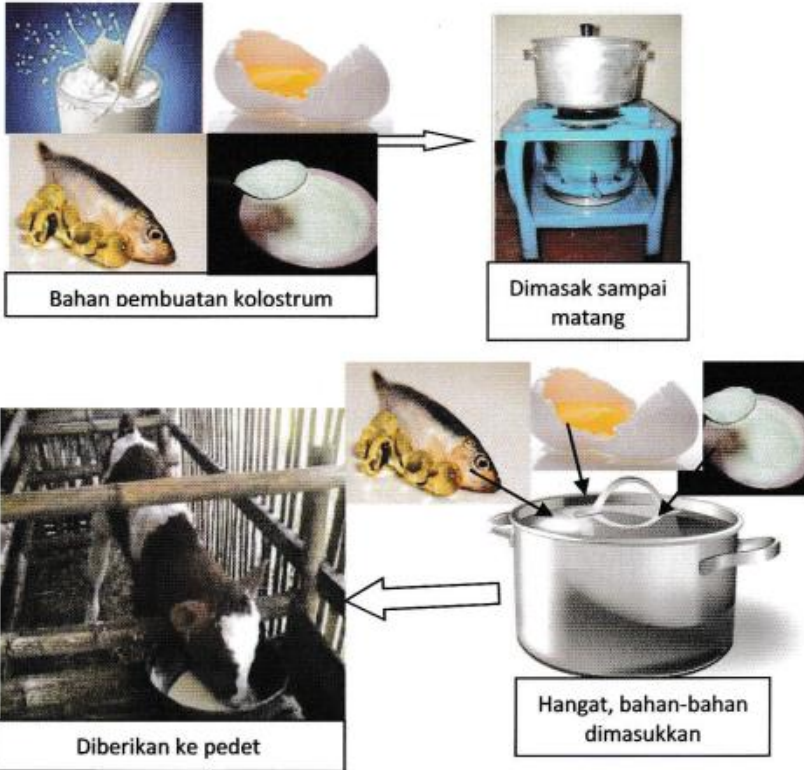 Bahan pembuatan kolostrum
Dimasak sampai
matang
Hangat, bahan-bahan
dimasukkan
Diberikan ke pedet